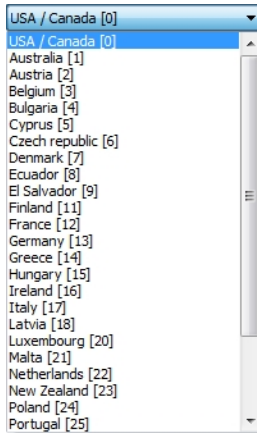 USA / Canada [0]
USA / Canada [0]
Australia [1]
Austria [2]
Belgium [3]
Bulgaria [4]
Cyprus [5]
Czech republic [6]
Denmark [7]
Ecuador [8]
El Salvador [9]
Finland [11]
France [12]
Germany [13]
Greece [14]
Hungary [15]
Ireland [16]
Italy [17]
Latvia [18]
Luxembourg [20]
Malta [21]
Netherlands [22]
New Zealand [23]
Poland [24]
Portugal [25]